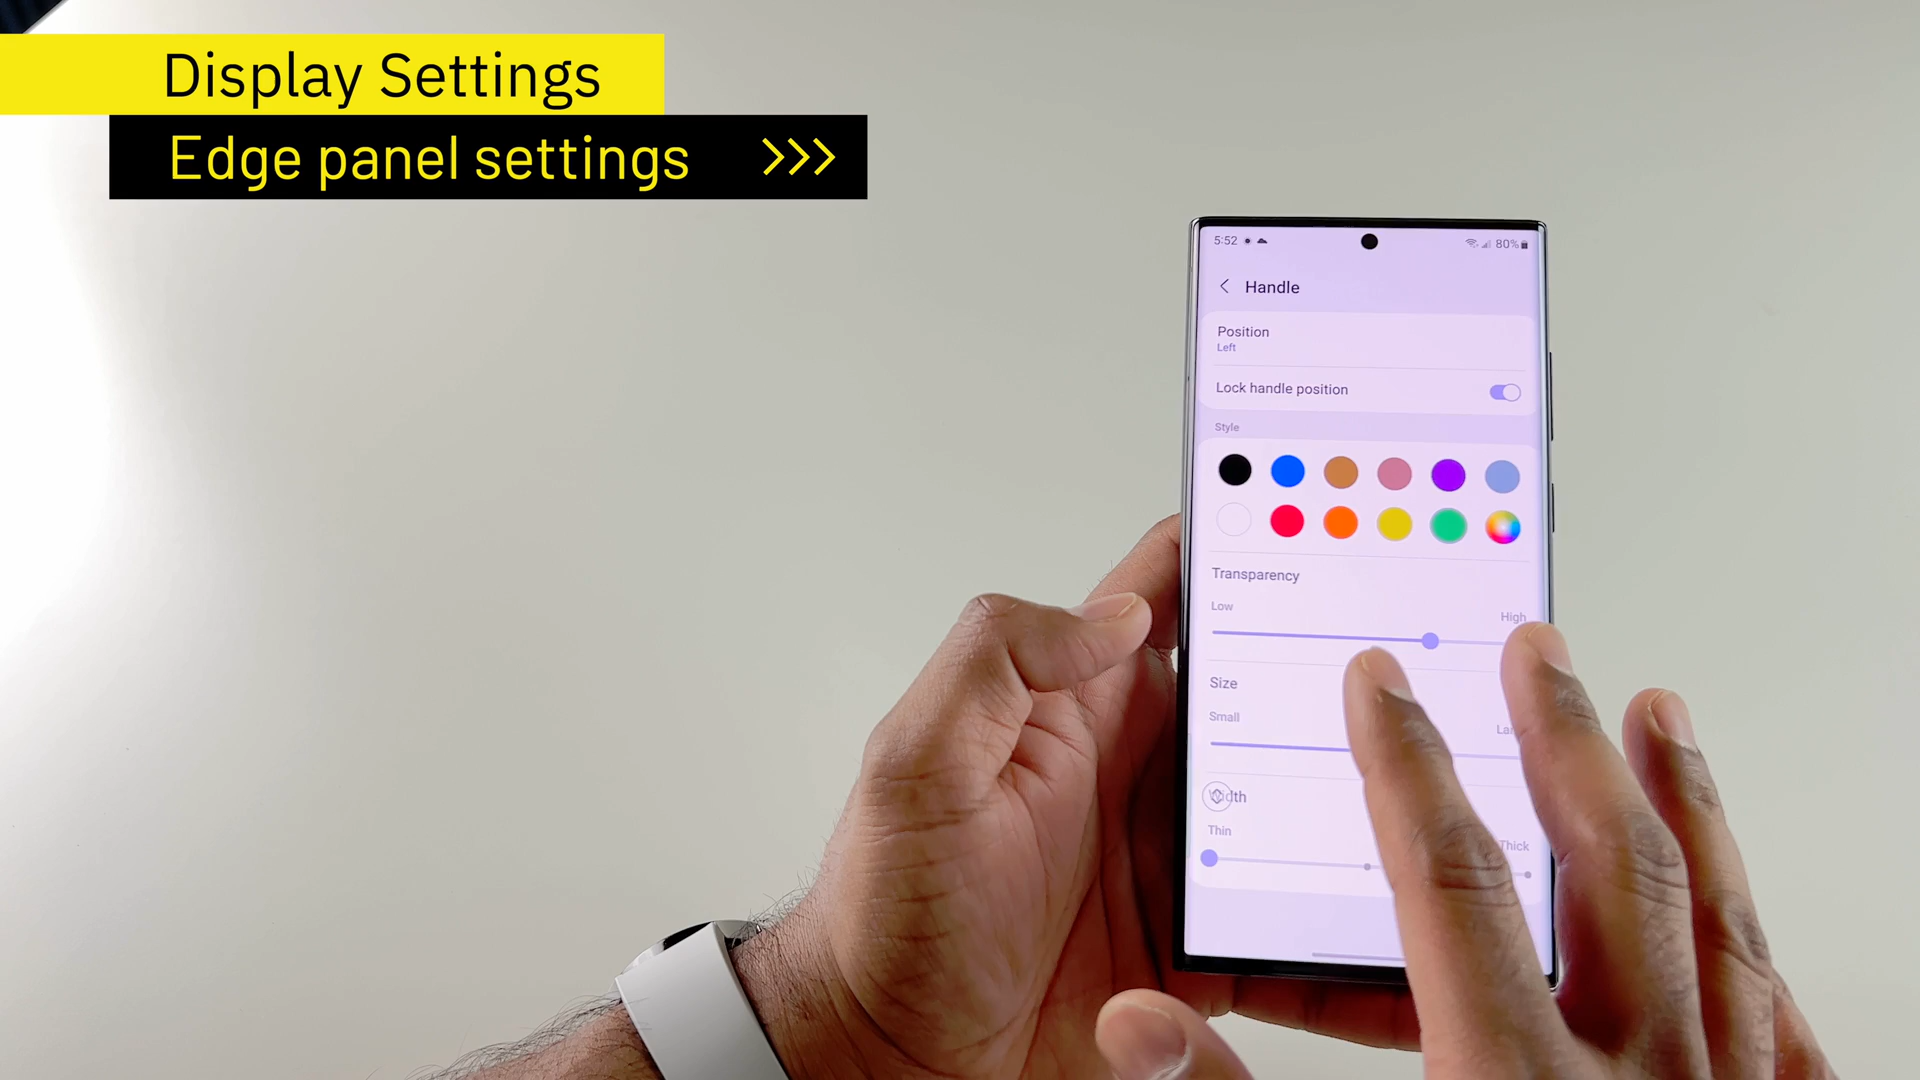 Display Settings
Edge panel settings >>>
5:52
80%
Handle
Position
Left
Lock handle position
Style
Transparency
Low
High
Size
Small
Width
Thin
Thick